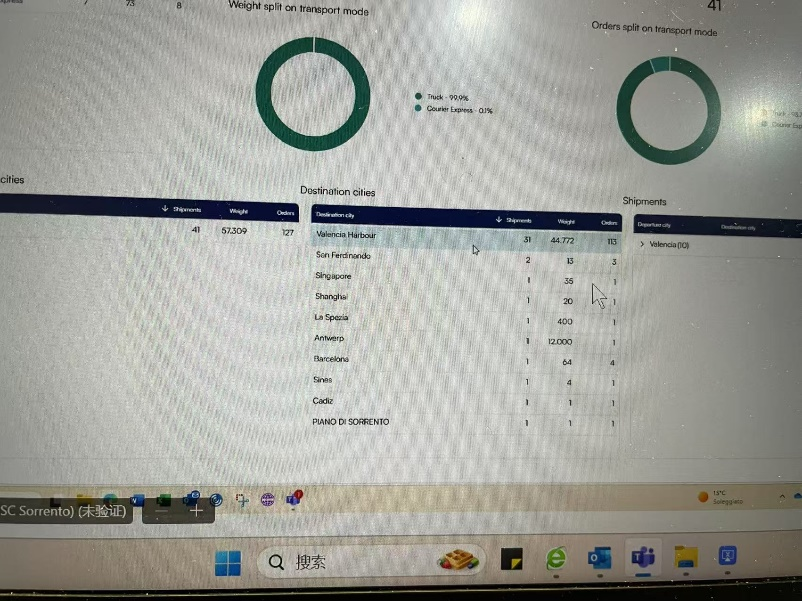 7 73 8
Weight split on transport mode
41
Orders split on transport mode
Truck - 99.9%
Courier Express - 0.1%
Truck
Courier
cities
Destination cities
Shipments
Shipments Weight Orders
Destination city Shipments Weight Orders
Departure city Destination city
41 57.309 127
Valencia Harbour 31 44.772 113
Valencia (10)
San Ferdinando 2 13 3
Singapore 1 35 1
Shanghai 1 20 1
La Spezia 1 400 1
Antwerp 1 12.000 1
Barcelona 1 64 4
Sines 1 4 1
Cadiz 1 1 1
PIANO DI SORRENTO 1 1 1
15°C
Soleggiato
SC Sorrento) (未验证)
搜索